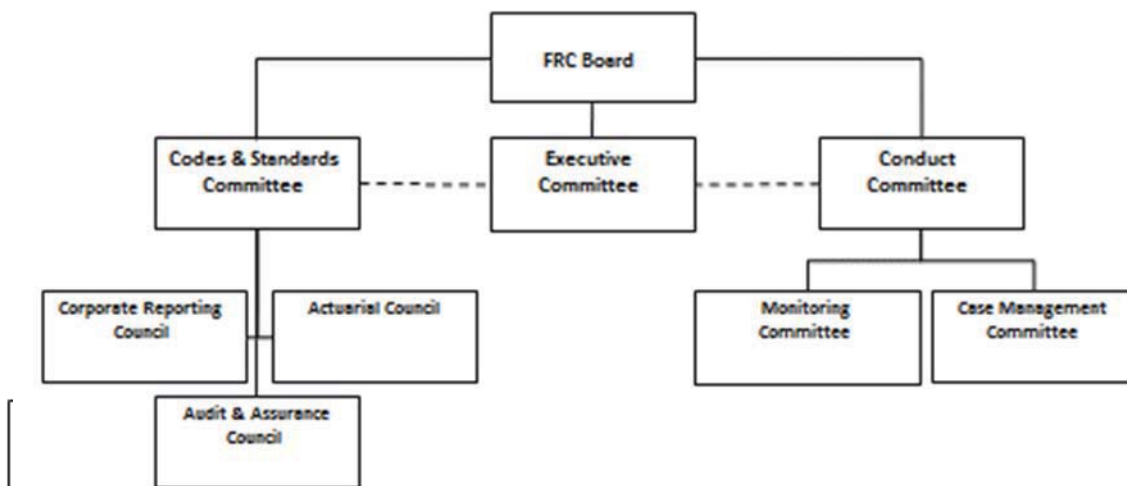 FRC Board
Codes & Standards
Committee
Executive
Committee
Conduct
Committee
Corporate Reporting
Council
Actuarial Council
Monitoring
Committee
Case Management
Committee
Audit & Assurance
Council